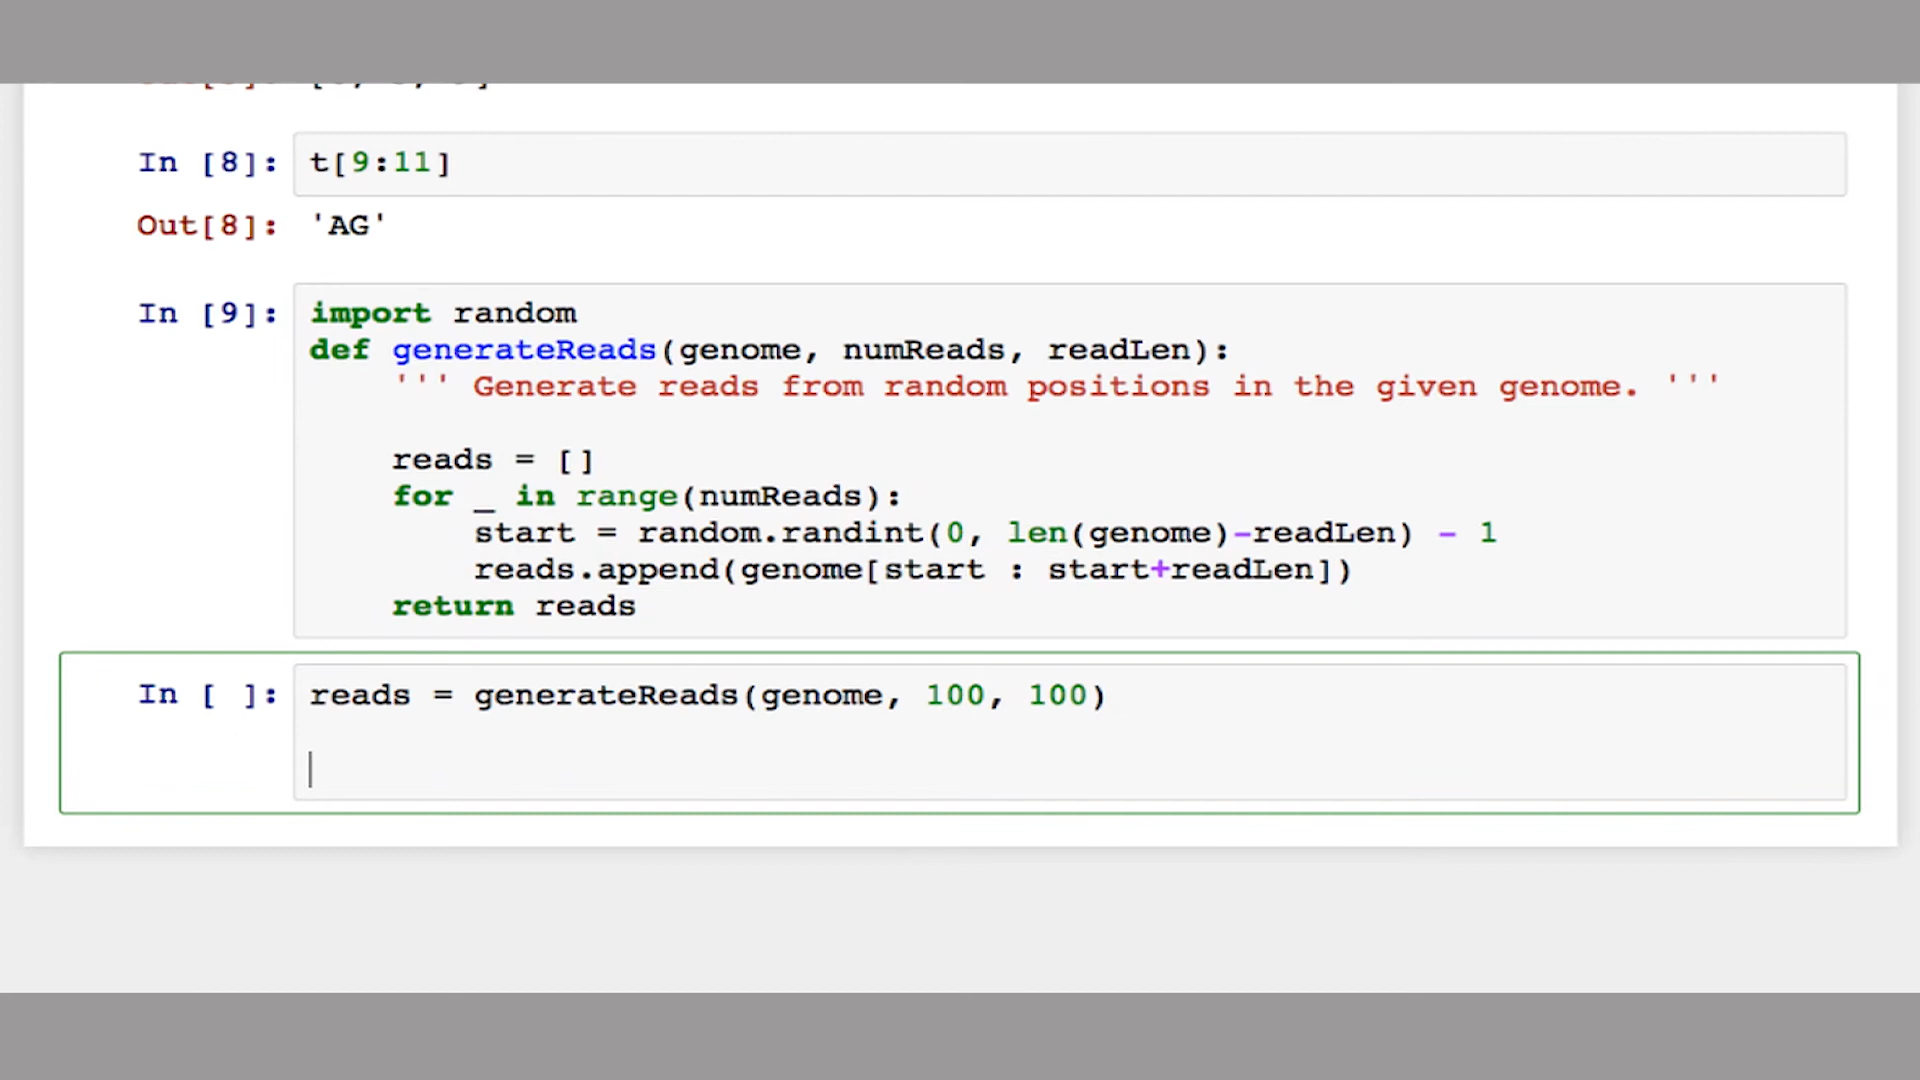 In [8]: t[9:11]
Out[8]: 'AG'
In [9]: import random
def generateReads(genome, numReads, readLen):
''' Generate reads from random positions in the given genome. '''
reads = []
for _ in range(numReads):
start = random.randint(0, len(genome)-readLen) - 1
reads.append(genome[start : start+readLen])
return reads
In [ ]: reads = generateReads(genome, 100, 100)